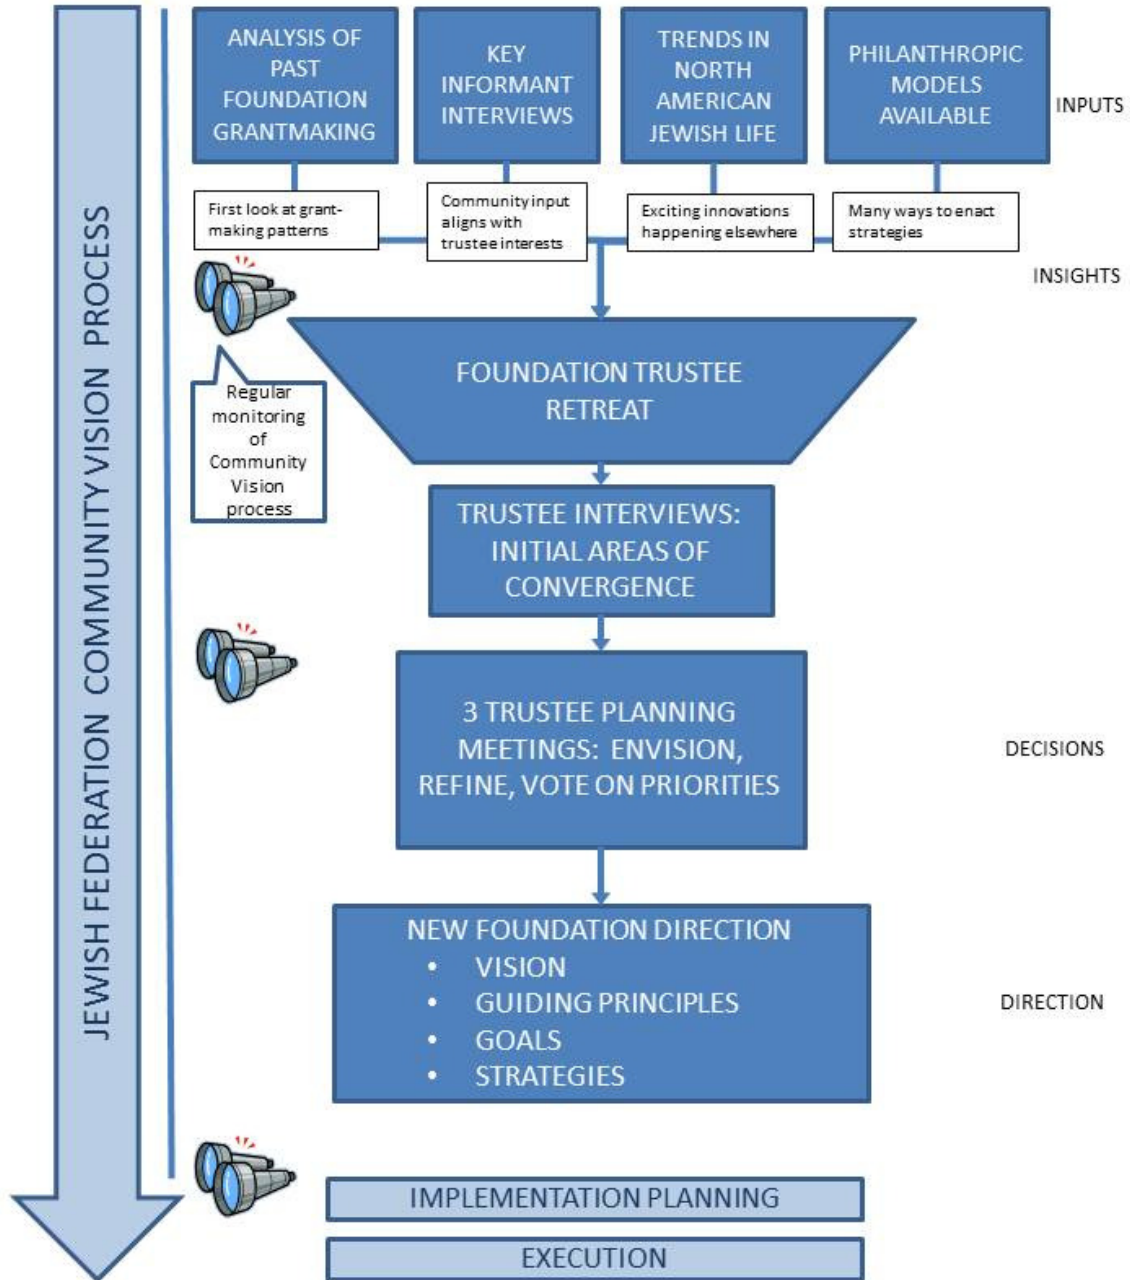 JEWISH FEDERATION COMMUNITY VISION PROCESS
ANALYSIS OF
PAST
FOUNDATION
GRANTMAKING
KEY
INFORMANT
INTERVIEWS
TRENDS IN
NORTH
AMERICAN
JEWISH LIFE
PHILANTHROPIC
MODELS
AVAILABLE
INPUTS
First look at grant-
making patterns
Community input
aligns with
trustee interests
Exciting innovations
happening elsewhere
Many ways to enact
strategies
INSIGHTS
FOUNDATION TRUSTEE
RETREAT
Regular
monitoring
of
Community
Vision
process
TRUSTEE INTERVIEWS:
INITIAL AREAS OF
CONVERGENCE
3 TRUSTEE PLANNING
MEETINGS: ENVISION,
REFINE, VOTE ON PRIORITIES
DECISIONS
NEW FOUNDATION DIRECTION
• VISION
• GUIDING PRINCIPLES
• GOALS
• STRATEGIES
DIRECTION
IMPLEMENTATION PLANNING
EXECUTION